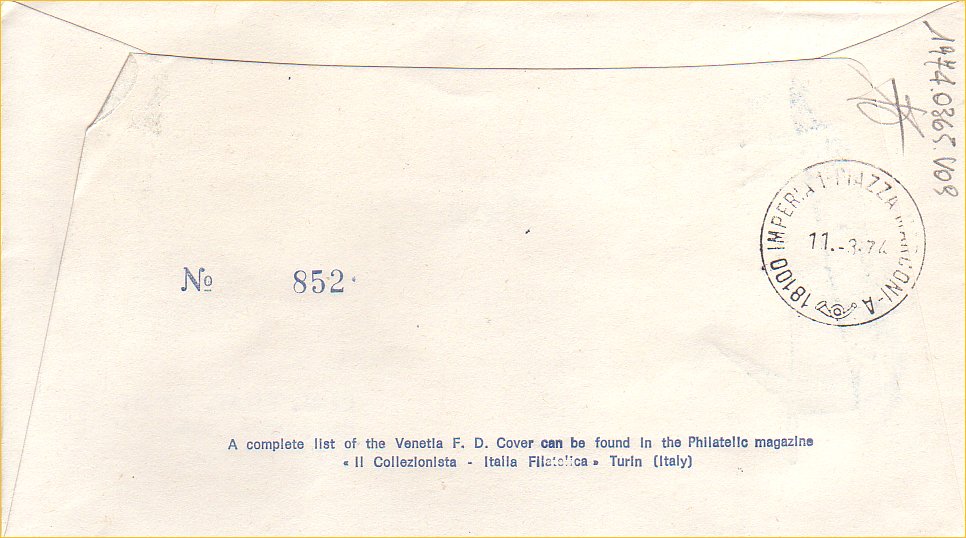 1974.0365.V09
18100 IMPERIA 1-PIAZZA
11.-3.74
-A
No 852
A complete list of the Venetia F. D. Cover can be found in the Philatelic magazine
« Il Collezionista - Italia Filatelica » Turin (Italy)